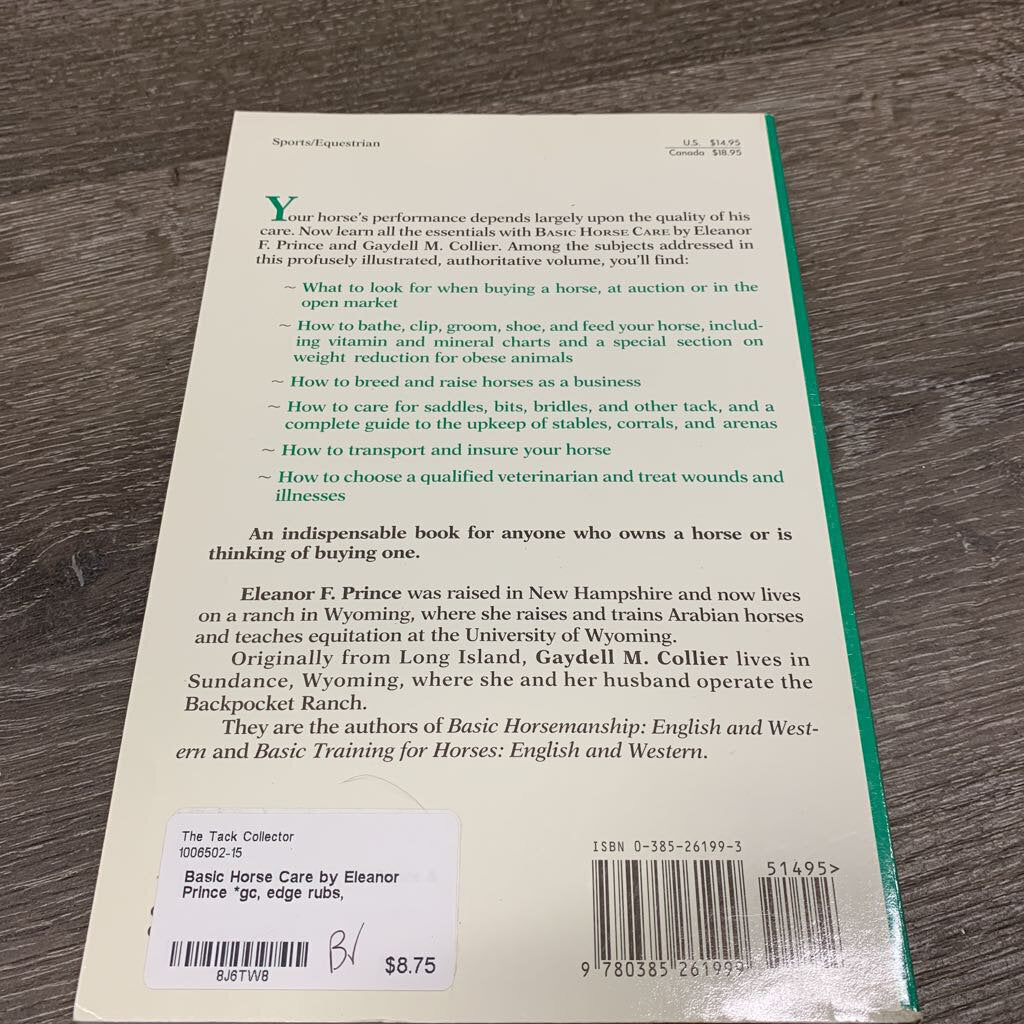 Sports/Equestrian
U.S. $14.95
Canada $18.95
Your horse's performance depends largely upon the quality of his
care. Now learn all the essentials with BASIC HORSE CARE by Eleanor
F. Prince and Gaydell M. Collier. Among the subjects addressed in
this profusely illustrated, authoritative volume, you'll find:
~ What to look for when buying a horse, at auction or in the
open market
~ How to bathe, clip, groom, shoe, and feed your horse, includ-
ing vitamin and mineral charts and a special section on
weight reduction for obese animals
~ How to breed and raise horses as a business
~ How to care for saddles, bits, bridles, and other tack, and a
complete guide to the upkeep of stables, corrals, and arenas
~ How to transport and insure your horse
~ How to choose a qualified veterinarian and treat wounds and
illnesses
An indispensable book for anyone who owns a horse or is
thinking of buying one.
Eleanor F. Prince was raised in New Hampshire and now lives
on a ranch in Wyoming, where she raises and trains Arabian horses
and teaches equitation at the University of Wyoming.
Originally from Long Island, Gaydell M. Collier lives in
Sundance, Wyoming, where she and her husband operate the
Backpocket Ranch.
They are the authors of Basic Horsemanship: English and West-
ern and Basic Training for Horses: English and Western.
The Tack Collector
1006502-15
Basic Horse Care by Eleanor
Prince *gc, edge rubs,
8J6TW8
$8.75
ISBN 0-385-26199-3
51495>
9 780385 261999